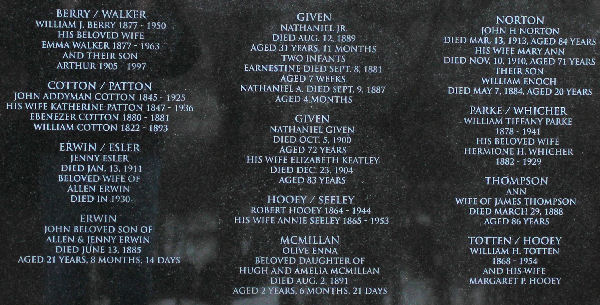 BERRY / WALKER
WILLIAM J. BERRY 1877 - 1950
HIS BELOVED WIFE
EMMA WALKER 1877 - 1963
AND THEIR SON
ARTHUR 1905 - 1997
COTTON / PATTON
JOHN ADDYMAN COTTON 1845 - 1925
HIS WIFE KATHERINE PATTON 1847 - 1936
EBENEZER COTTON 1880 - 1881
WILLIAM COTTON 1822 - 1893
ERWIN / ESLER
JENNY ESLER
DIED JAN. 13, 1911
BELOVED WIFE OF
ALLEN ERWIN
DIED IN 1930
ERWIN
JOHN BELOVED SON OF
ALLEN & JENNY ERWIN
DIED JUNE 13, 1885
AGED 21 YEARS, 8 MONTHS, 14 DAYS
GIVEN
NATHANIEL JR.
DIED AUG. 12, 1889
AGED 31 YEARS, 11 MONTHS
TWO INFANTS
EARNESTINE DIED SEPT. 8, 1881
AGED 7 WEEKS
NATHANIEL A. DIED SEPT. 9, 1887
AGED 4 MONTHS
GIVEN
NATHANIEL GIVEN
DIED OCT. 5, 1900
AGED 72 YEARS
HIS WIFE ELIZABETH KEATLEY
DIED DEC. 23, 1904
AGED 83 YEARS
HOOEY / SEELEY
ROBERT HOOEY 1864 - 1944
HIS WIFE ANNIE SEELEY 1865 - 1953
MCMILLAN
OLIVE ENNA
BELOVED DAUGHTER OF
HUGH AND AMELIA MCMILLAN
DIED AUG. 2, 1891
AGED 2 YEARS, 6 MONTHS, 21 DAYS
NORTON
JOHN H NORTON
DIED MAR. 13, 1913, AGED 84 YEARS
HIS WIFE MARY ANN
DIED NOV. 10, 1910, AGED 71 YEARS
THEIR SON
WILLIAM ENOCH
DIED MAY 7, 1884, AGED 20 YEARS
PARKE / WHICHER
WILLIAM TIFFANY PARKE
1878 - 1941
HIS BELOVED WIFE
HERMIONE H. WHICHER
1882 - 1929
THOMPSON
ANN
WIFE OF JAMES THOMPSON
DIED MARCH 29, 1888
AGED 86 YEARS
TOTTEN / HOOEY
WILLIAM H. TOTTEN
1868 - 1954
AND HIS WIFE
MARGARET P. HOOEY